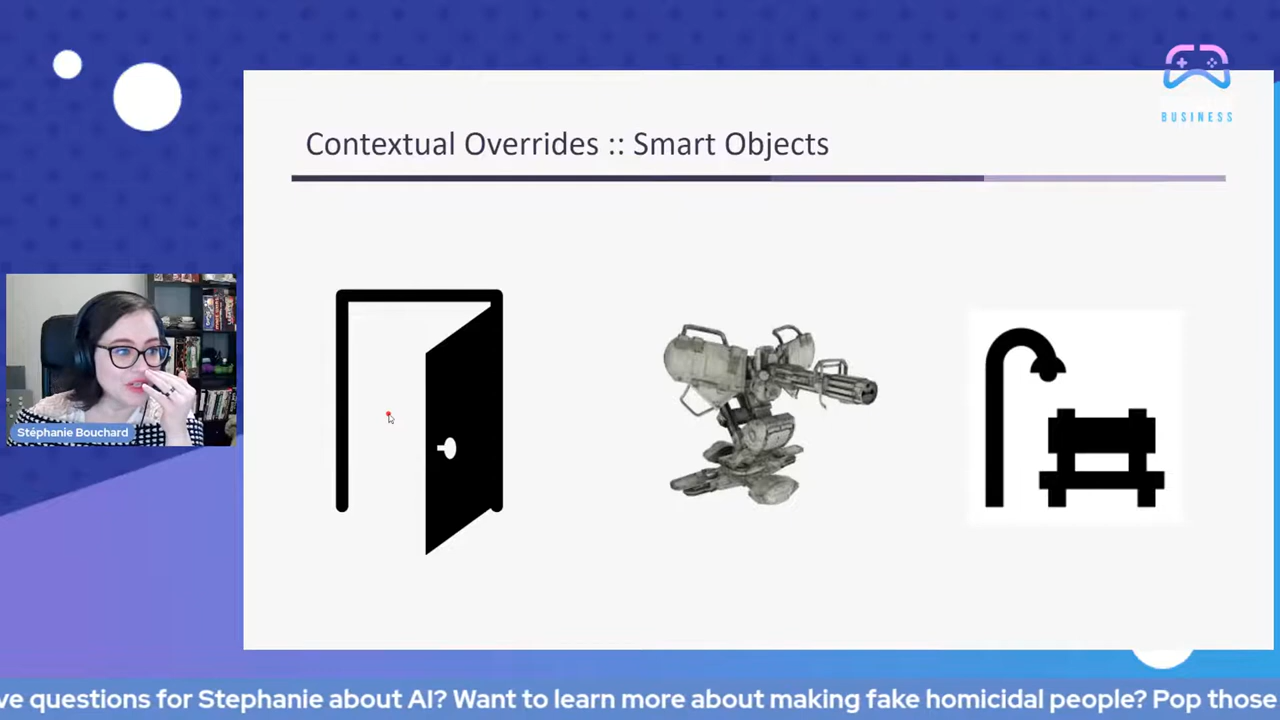 BUSINESS
Contextual Overrides :: Smart Objects
Stéphanie Bouchard
ve questions for Stephanie about AI? Want to learn more about making fake homicidal people? Pop those